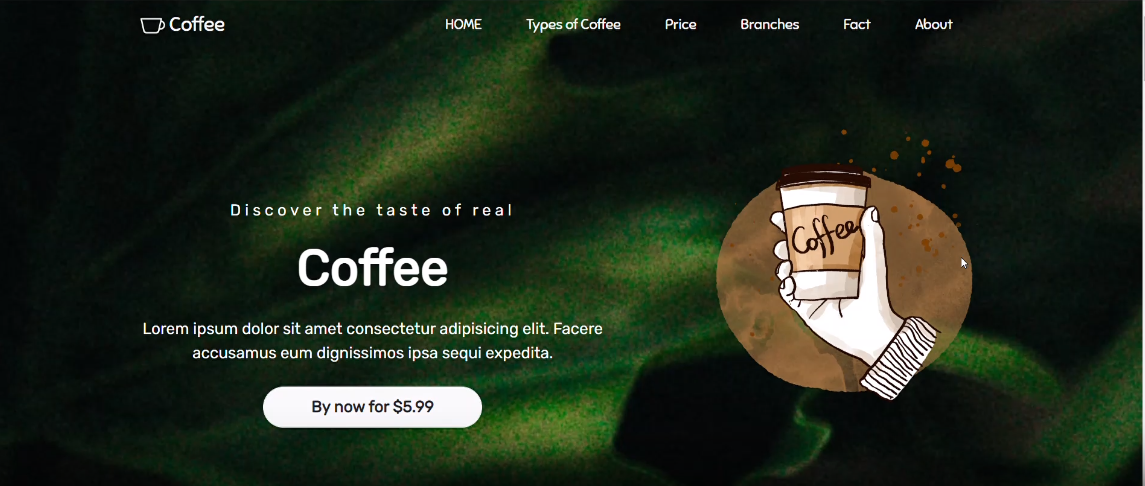 Coffee
HOME Types of Coffee Price Branches Fact About
Discover the taste of real
Coffee
Coffee
Lorem ipsum dolor sit amet consectetur adipisicing elit. Facere
accusamus eum dignissimos ipsa sequi expedita.
By now for $5.99